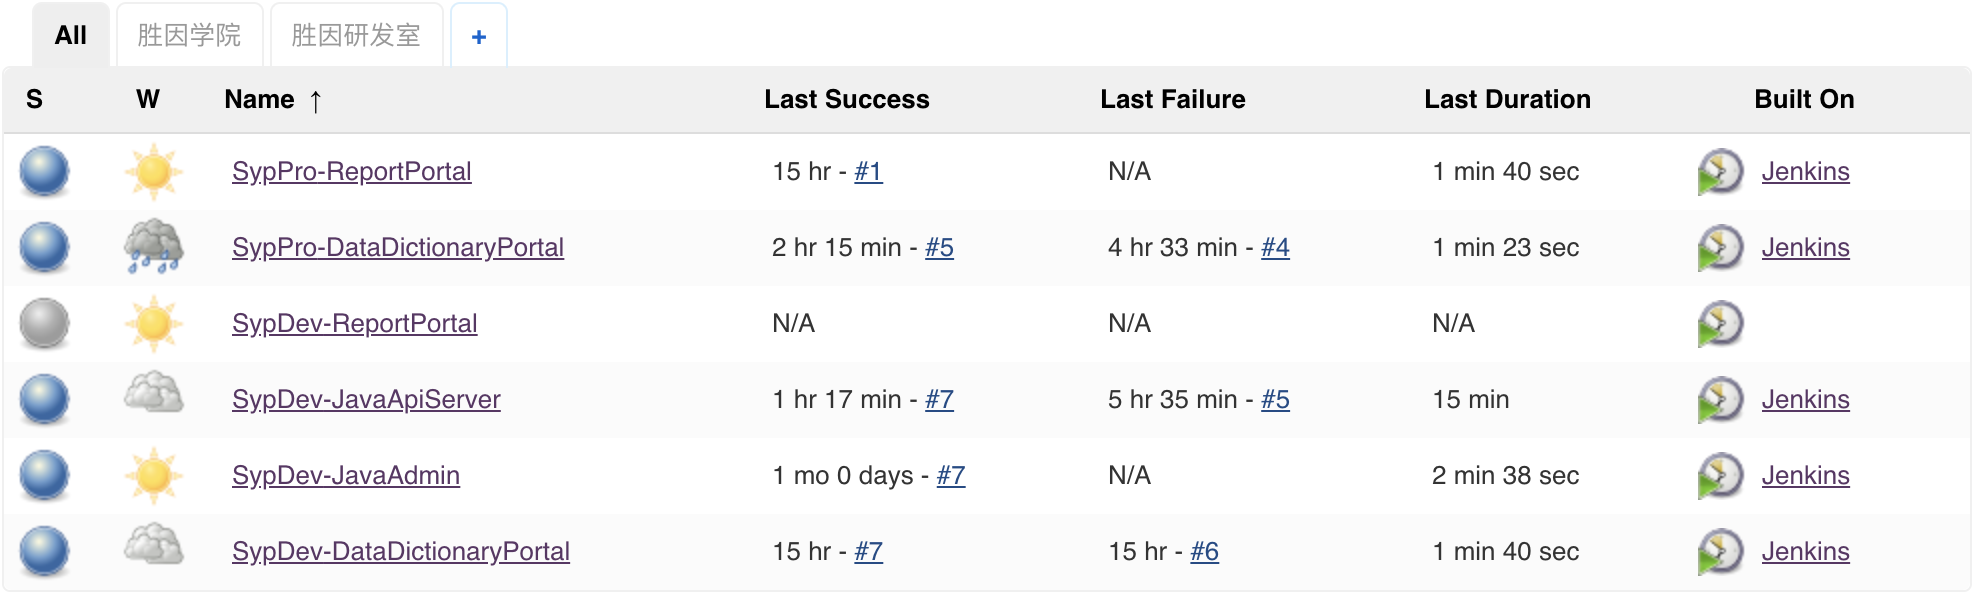 All 胜因学院 胜因研发室 +
S W Name ↑ Last Success Last Failure Last Duration Built On
SypPro-ReportPortal 15 hr - #1 N/A 1 min 40 sec Jenkins
SypPro-DataDictionaryPortal 2 hr 15 min - #5 4 hr 33 min - #4 1 min 23 sec Jenkins
SypDev-ReportPortal N/A N/A N/A
SypDev-JavaApiServer 1 hr 17 min - #7 5 hr 35 min - #5 15 min Jenkins
SypDev-JavaAdmin 1 mo 0 days - #7 N/A 2 min 38 sec Jenkins
SypDev-DataDictionaryPortal 15 hr - #7 15 hr - #6 1 min 40 sec Jenkins